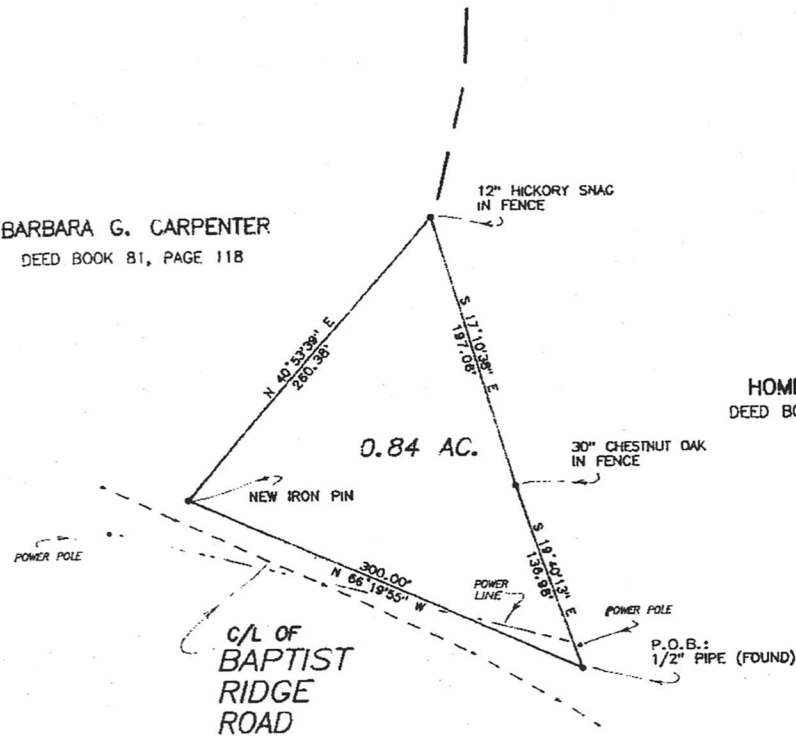 12" HICKORY SNAG
IN FENCE
BARBARA G. CARPENTER
DEED BOOK 81, PAGE 118
N 40°53'39" E
260.38'
S 17°10'38" E
197.06'
HOM
DEED BO
0.84 AC.
30" CHESTNUT OAK
IN FENCE
NEW IRON PIN
POWER POLE
300.00'
N 66°19'55" W
S 19°40'13" E
136.98'
POWER
LINE
POWER POLE
P.O.B.:
1/2" PIPE (FOUND)
C/L OF
BAPTIST
RIDGE
ROAD